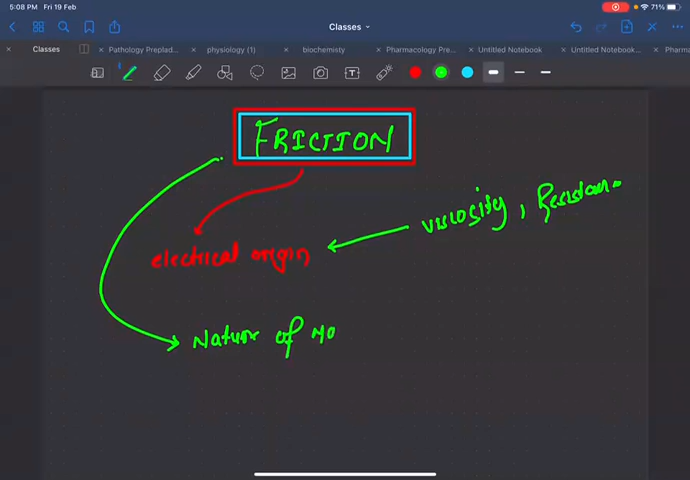 5:08 PM Fri 19 Feb
71%
Classes
Classes
Pathology Preplad...
physiology (1)
biochemisty
Pharmacology Pre...
Untitled Notebook
Untitled Notebook...
Pharma
FRICTION
viscosity, Resistan
electrical origin
Nature of Mo